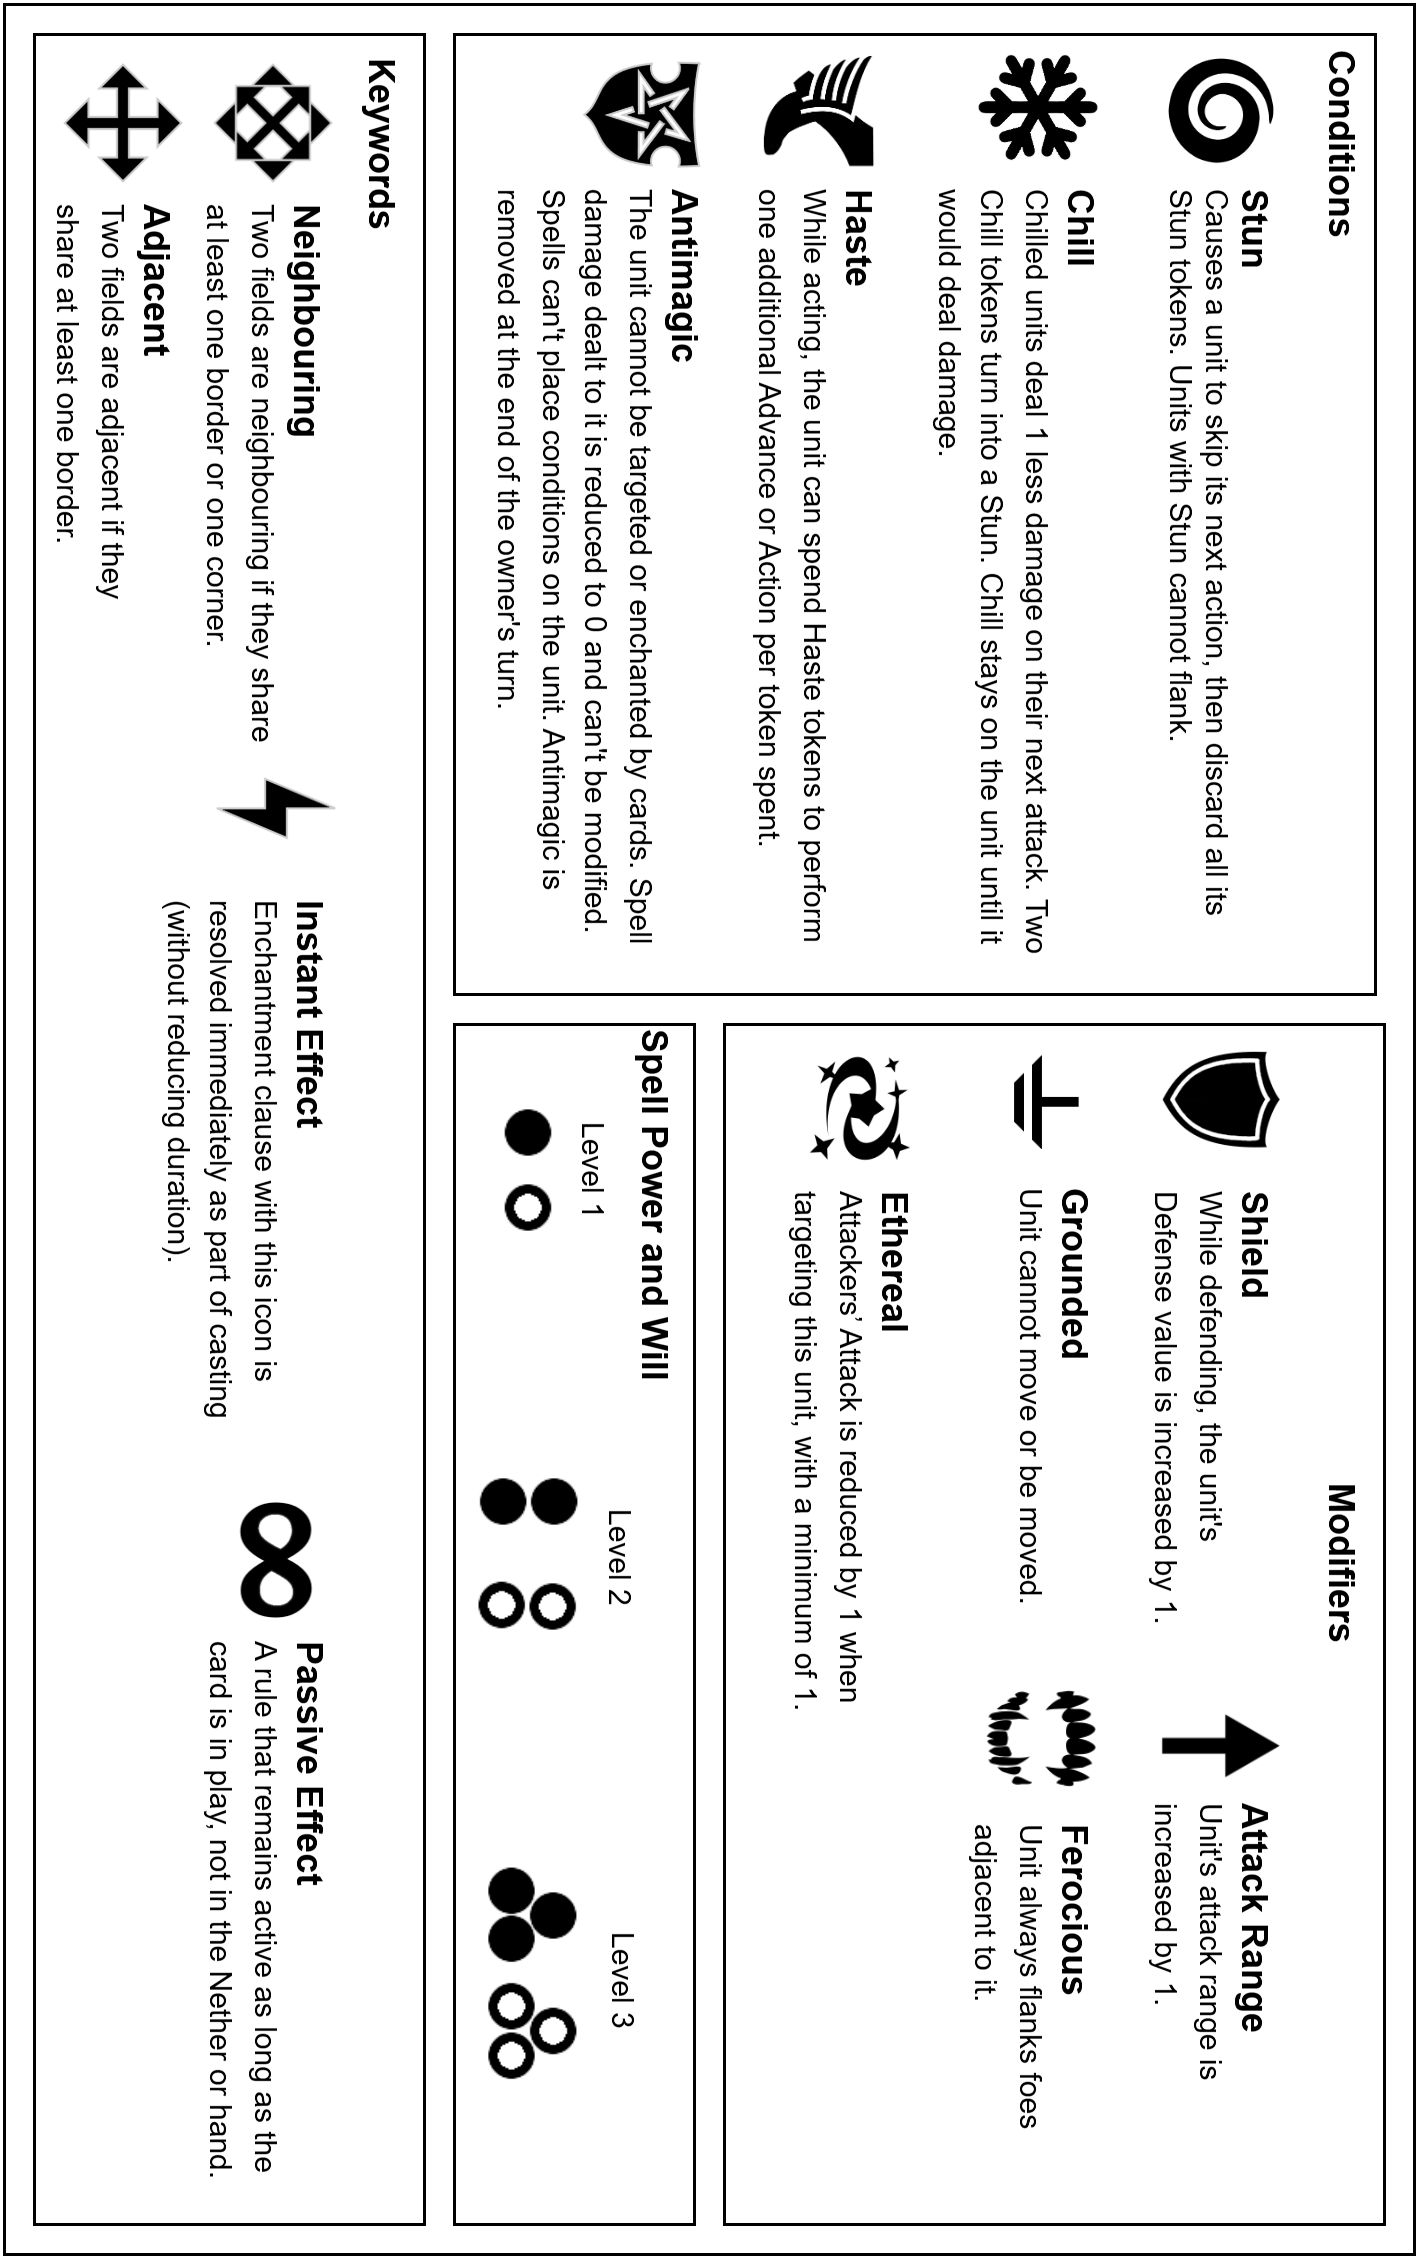 Conditions
Stun
Causes a unit to skip its next action, then discard all its
Stun tokens. Units with Stun cannot flank.
Chill
Chilled units deal 1 less damage on their next attack. Two
Chill tokens turn into a Stun. Chill stays on the unit until it
would deal damage.
Haste
While acting, the unit can spend Haste tokens to perform
one additional Advance or Action per token spent.
Antimagic
The unit cannot be targeted or enchanted by cards. Spell
damage dealt to it is reduced to 0 and can't be modified.
Spells can't place conditions on the unit. Antimagic is
removed at the end of the owner's turn.
Modifiers
Shield
While defending, the unit's
Defense value is increased by 1.
Attack Range
Unit's attack range is
increased by 1.
Grounded
Unit cannot move or be moved.
Ferocious
Unit always flanks foes
adjacent to it.
Ethereal
Attackers’ Attack is reduced by 1 when
targeting this unit, with a minimum of 1.
Spell Power and Will
Level 1
Level 2
Level 3
Keywords
Neighbouring
Two fields are neighbouring if they share
at least one border or one corner.
Adjacent
Two fields are adjacent if they
share at least one border.
Instant Effect
Enchantment clause with this icon is
resolved immediately as part of casting
(without reducing duration).
Passive Effect
A rule that remains active as long as the
card is in play, not in the Nether or hand.